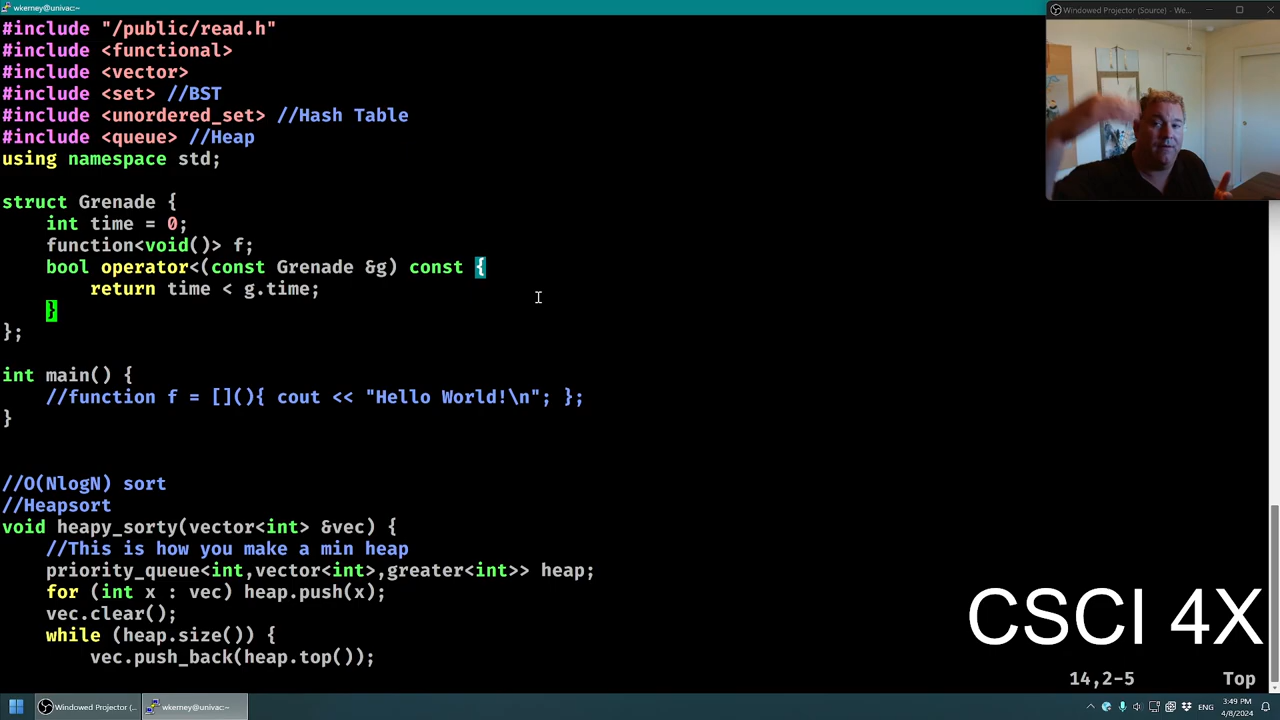 wkerney@univac:~
Windowed Projector (Source) - We...
#include "/public/read.h"
#include <functional>
#include <vector>
#include <set> //BST
#include <unordered_set> //Hash Table
#include <queue> //Heap
using namespace std;
struct Grenade {
    int time = 0;
    function<void()> f;
    bool operator<(const Grenade &g) const {
        return time < g.time;
    }
};
int main() {
    //function f = [](){ cout << "Hello World!\n"; };
}
//O(NlogN) sort
//Heapsort
void heapy_sorty(vector<int> &vec) {
    //This is how you make a min heap
    priority_queue<int,vector<int>,greater<int>> heap;
    for (int x : vec) heap.push(x);
    vec.clear();
    while (heap.size()) {
        vec.push_back(heap.top());
CSCI 4X
14,2-5 Top
Windowed Projector (...
wkerney@univac:~
ENG
3:49 PM
4/8/2024